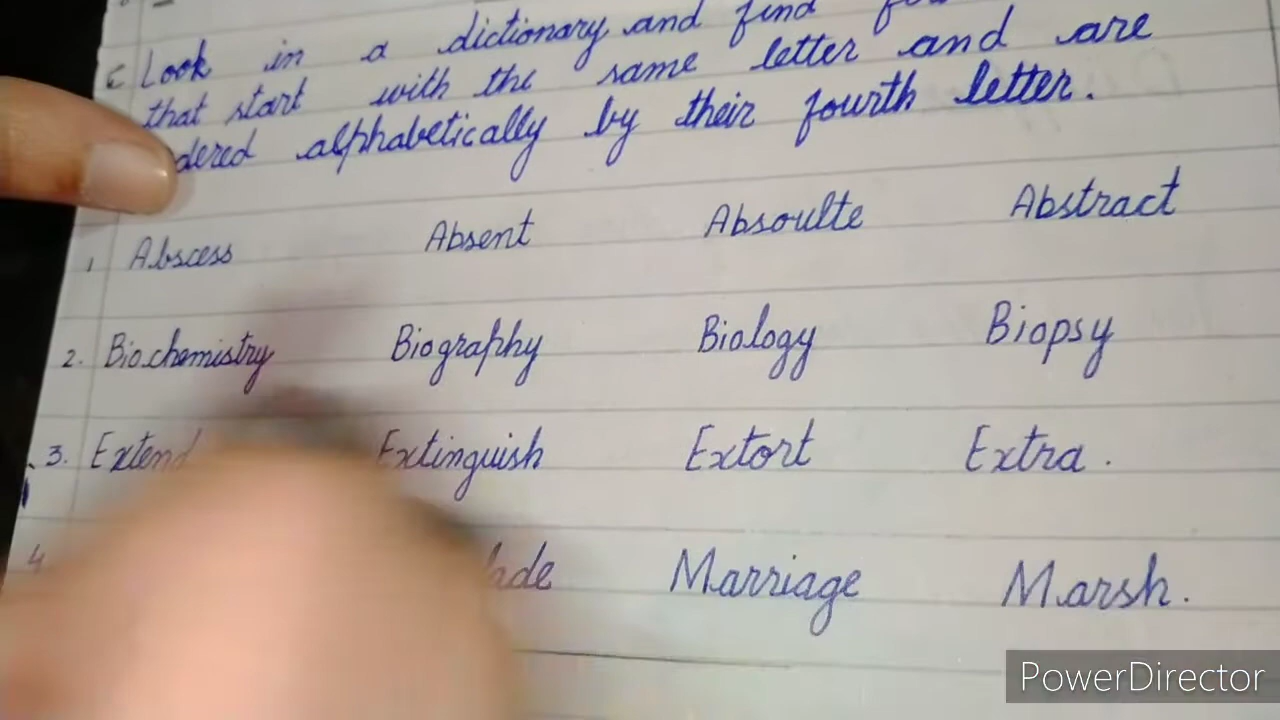 Look in a dictionary and find
that start with the same letter and are
dered alphabetically by their fourth letter.
1 Abscess Absent Absoulte Abstract
2. Biochemistry Biography Biology Biopsy
3. Extend Extinguish Extort Extra.
4 Marriage Marsh.
PowerDirector